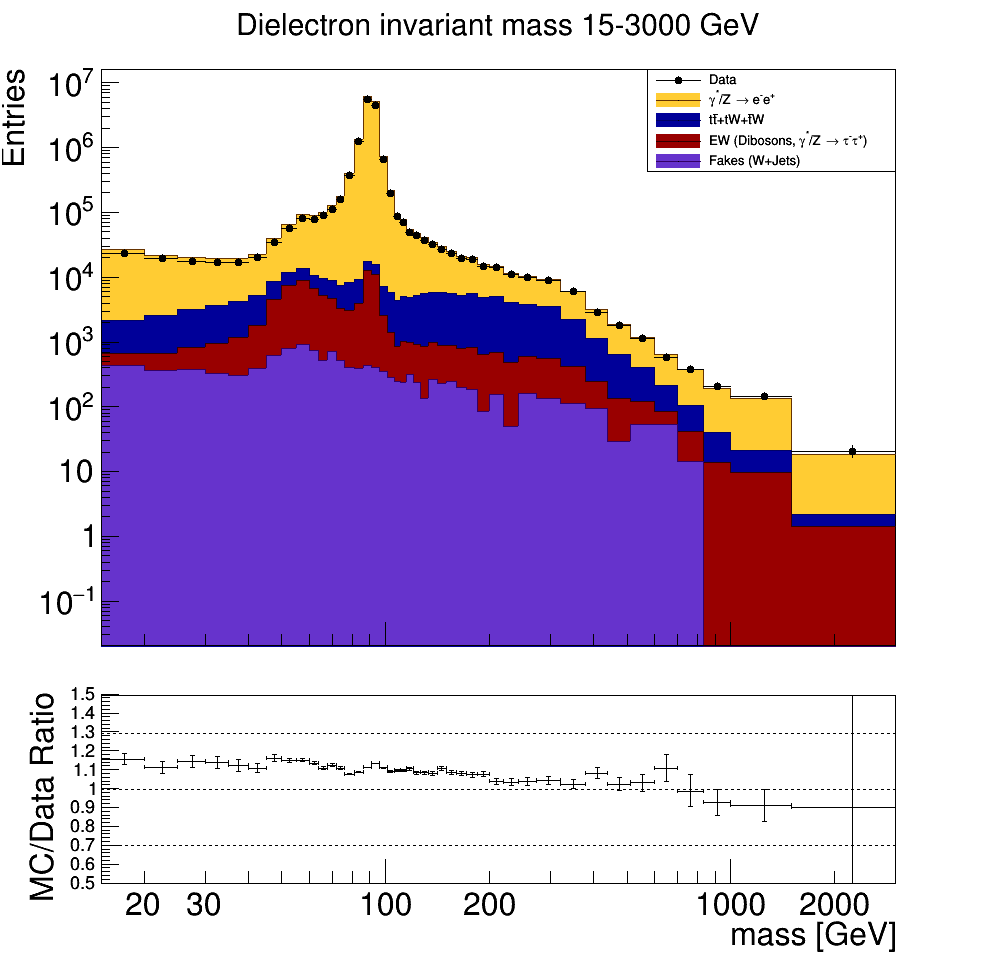 Dielectron invariant mass 15-3000 GeV
Entries
10⁷
10⁶
10⁵
10⁴
10³
10²
10
1
10⁻¹
Data
γ*/Z → e⁻e⁺
tt̄+tW+t̄W
EW (Dibosons, γ*/Z → τ⁻τ⁺)
Fakes (W+Jets)
MC/Data Ratio
1.5
1.4
1.3
1.2
1.1
1
0.9
0.8
0.7
0.6
0.5
20 30 100 200 1000 2000
mass [GeV]